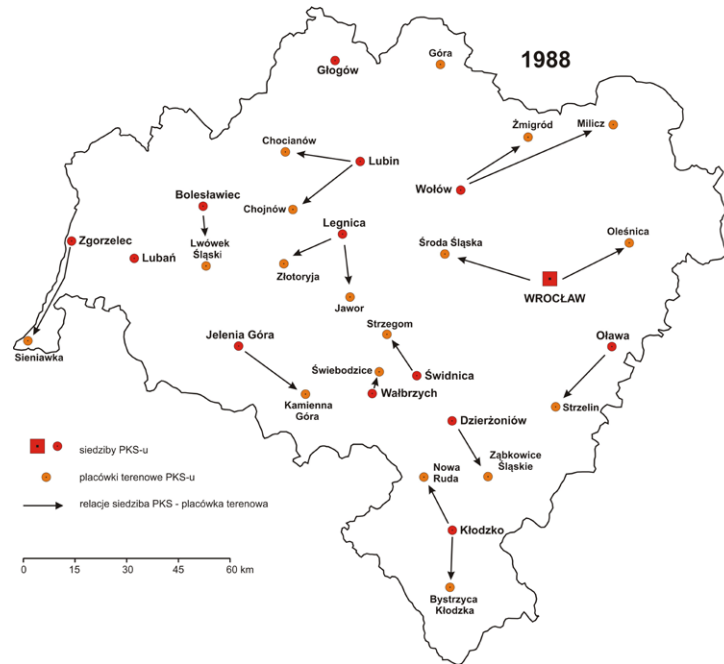 1988
Góra
Głogów
Żmigród
Milicz
Chocianów
Lubin
Wołów
Bolesławiec
Chojnów
Legnica
Oleśnica
Zgorzelec
Lubań
Lwówek
Śląski
Środa Śląska
Złotoryja
WROCŁAW
Jawor
Strzegom
Sieniawka
Jelenia Góra
Oława
Świebodzice
Świdnica
Wałbrzych
Kamienna
Góra
Strzelin
Dzierżoniów
siedziby PKS-u
Ząbkowice
Śląskie
Nowa
Ruda
placówki terenowe PKS-u
relacje siedziba PKS - placówka terenowa
Kłodzko
0 15 30 45 60 km
Bystrzyca
Kłodzka